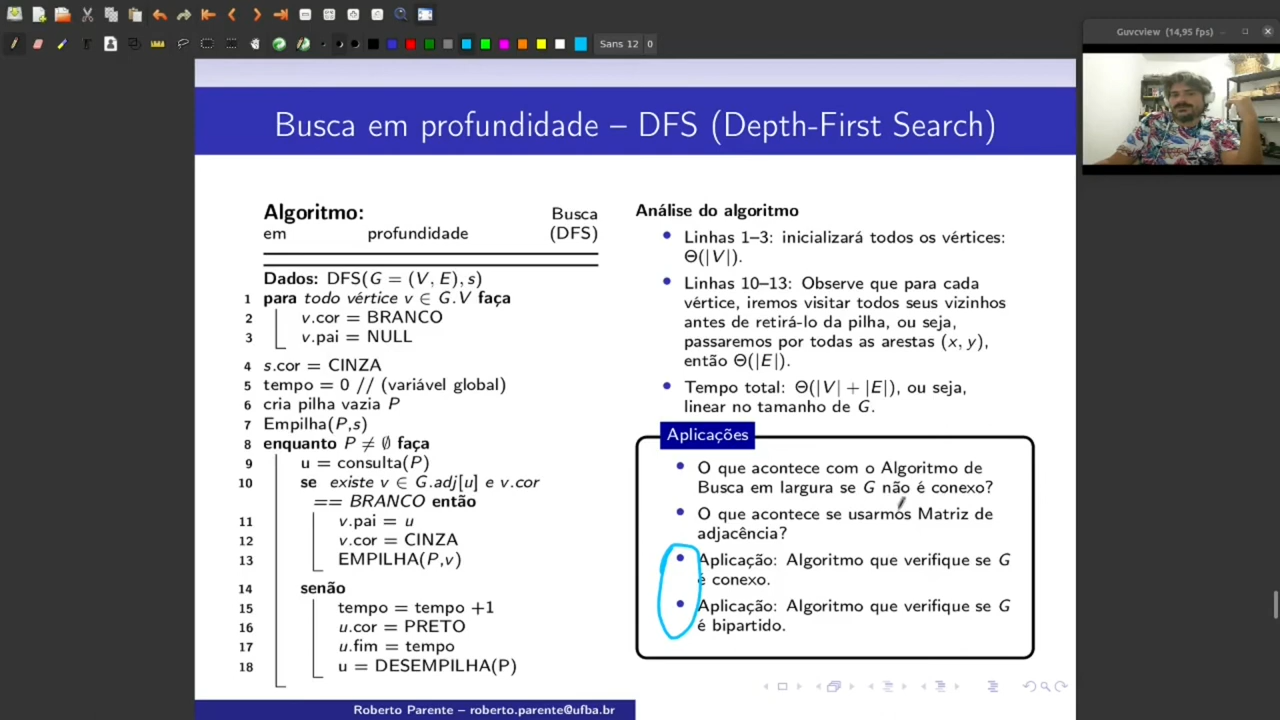 Sans 12 0
Guvcview (14,95 fps)
Busca em profundidade – DFS (Depth-First Search)
Algoritmo: Busca
em profundidade (DFS)
Dados: DFS(G = (V, E), s)
1 para todo vértice v ∈ G.V faça
2 v.cor = BRANCO
3 v.pai = NULL
4 s.cor = CINZA
5 tempo = 0 // (variável global)
6 cria pilha vazia P
7 Empilha(P,s)
8 enquanto P ≠ ∅ faça
9 u = consulta(P)
10 se existe v ∈ G.adj[u] e v.cor
== BRANCO então
11 v.pai = u
12 v.cor = CINZA
13 EMPILHA(P,v)
14 senão
15 tempo = tempo +1
16 u.cor = PRETO
17 u.fim = tempo
18 u = DESEMPILHA(P)
Análise do algoritmo
• Linhas 1–3: inicializará todos os vértices:
Θ(|V|).
• Linhas 10–13: Observe que para cada
vértice, iremos visitar todos seus vizinhos
antes de retirá-lo da pilha, ou seja,
passaremos por todas as arestas (x, y),
então Θ(|E|).
• Tempo total: Θ(|V| + |E|), ou seja,
linear no tamanho de G.
Aplicações
• O que acontece com o Algoritmo de
Busca em largura se G não é conexo?
• O que acontece se usarmos Matriz de
adjacência?
• Aplicação: Algoritmo que verifique se G
é conexo.
• Aplicação: Algoritmo que verifique se G
é bipartido.
Roberto Parente – roberto.parente@ufba.br